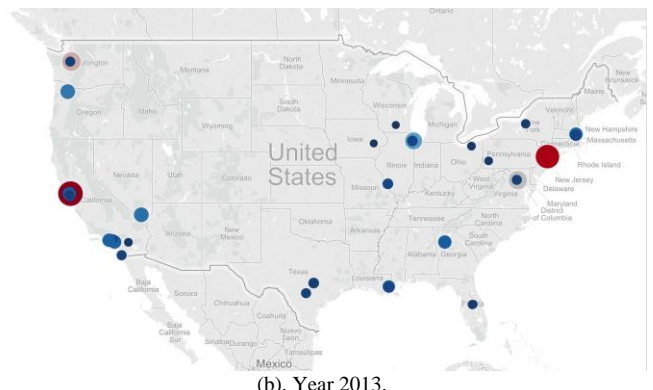 Ontario
Washington
Montana
North
Dakota
Minnesota
New
Brunswick
Maine
Oregon
Idaho
South
Dakota
Wisconsin
Michigan
Vermont
New Hampshire
Massachusetts
Wyoming
Iowa
York
Connecticut
Rhode Island
Nevada
Utah
Colorado
United
States
Illinois
Indiana
Ohio
Pennsylvania
New Jersey
Delaware
Maryland
District
of Columbia
California
Missouri
Kentucky
West
Virginia
Virginia
Arizona
New
Mexico
Oklahoma
Arkansas
Tennessee
North
Carolina
South
Carolina
Alabama
Georgia
Texas
Louisiana
Baja
California
Sonora
Chihuahua
Coahuila
Baja
California
Sur
Sinaloa
Durango
Nuevo
León
Tamaulipas
Mexico
(b). Year 2013.